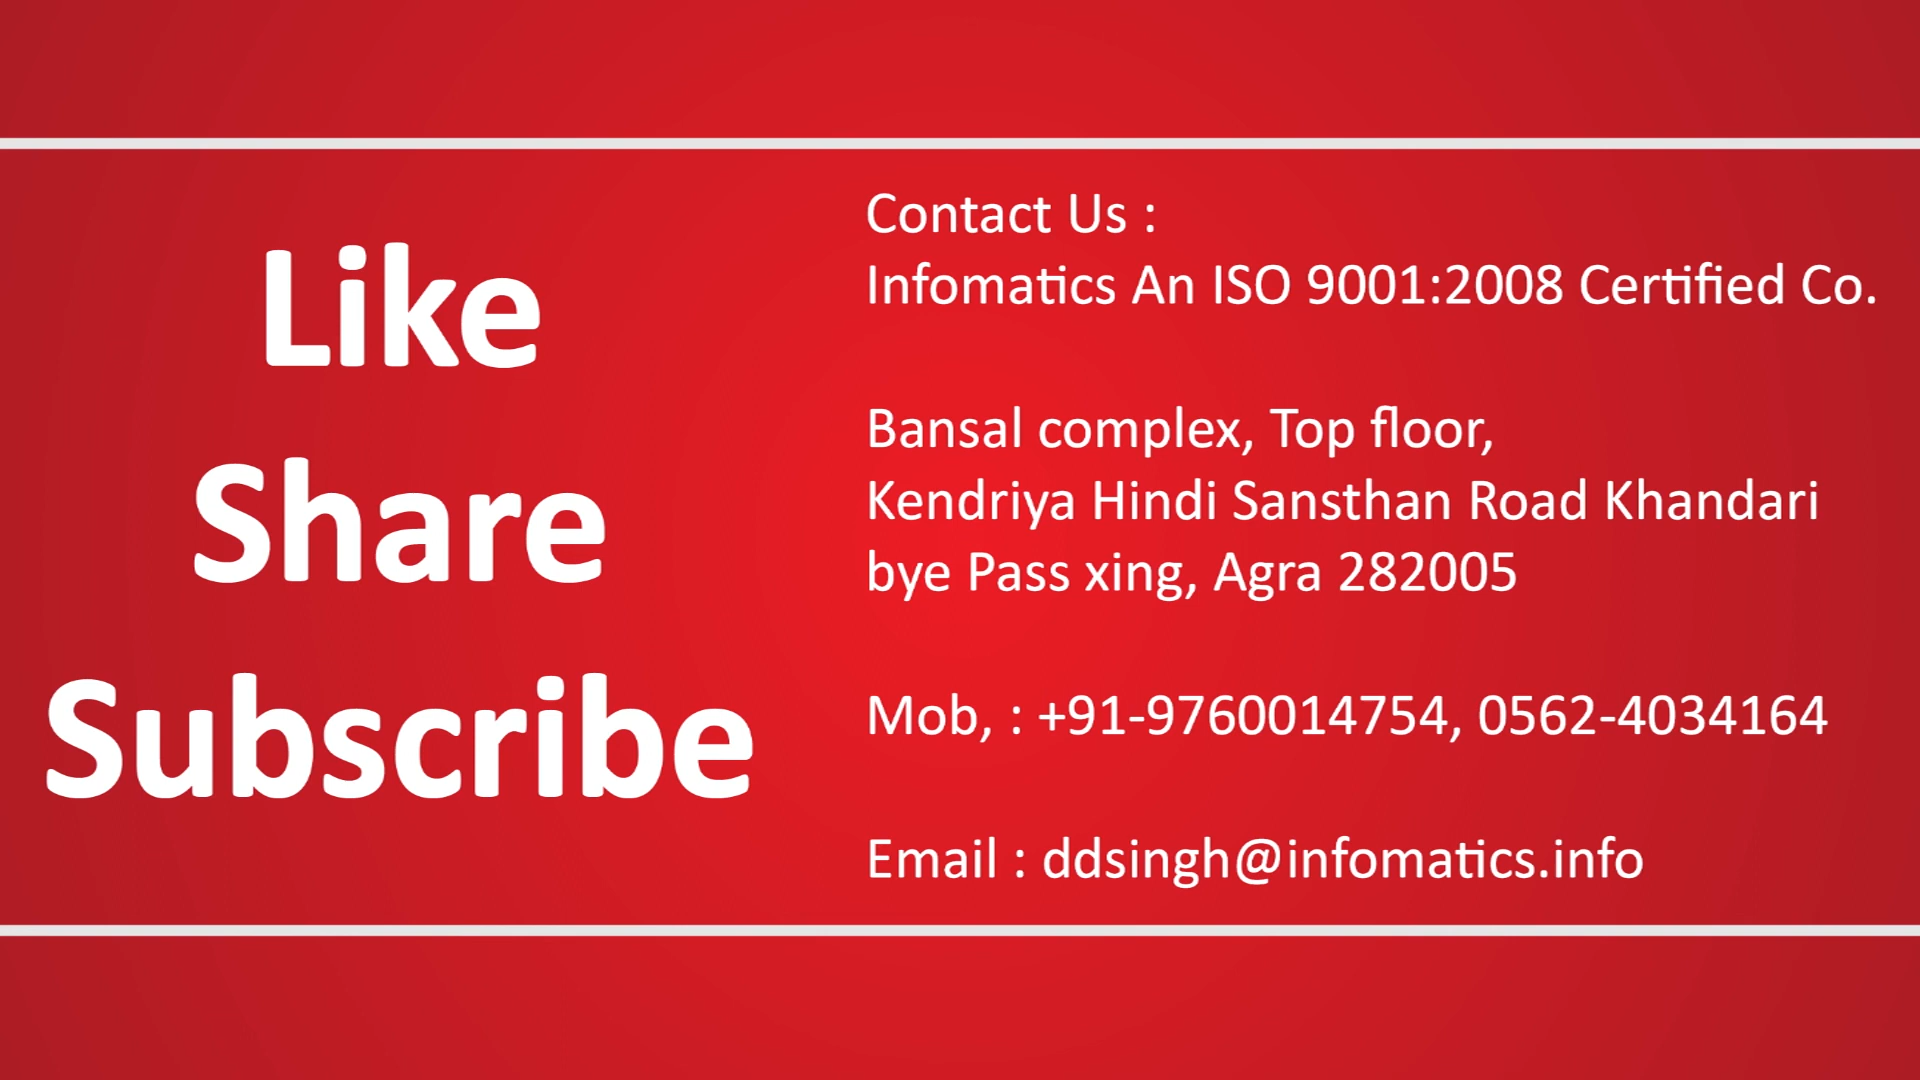 Like
Share
Subscribe
Contact Us :
Infomatics An ISO 9001:2008 Certified Co.
Bansal complex, Top floor,
Kendriya Hindi Sansthan Road Khandari
bye Pass xing, Agra 282005
Mob, : +91-9760014754, 0562-4034164
Email : ddsingh@infomatics.info